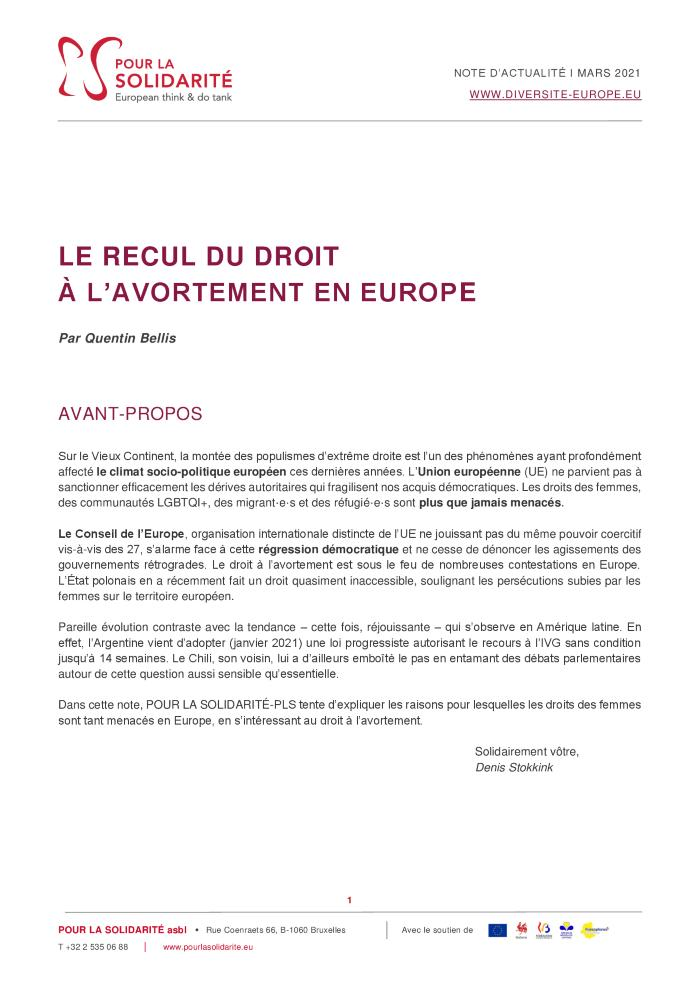 POUR LA
SOLIDARITÉ
European think & do tank
NOTE D'ACTUALITÉ I MARS 2021
WWW.DIVERSITE-EUROPE.EU
LE RECUL DU DROIT
À L'AVORTEMENT EN EUROPE
Par Quentin Bellis
AVANT-PROPOS
Sur le Vieux Continent, la montée des populismes d'extrême droite est l'un des phénomènes ayant profondément
affecté le climat socio-politique européen ces dernières années. L'Union européenne (UE) ne parvient pas à
sanctionner efficacement les dérives autoritaires qui fragilisent nos acquis démocratiques. Les droits des femmes,
des communautés LGBTQI+, des migrant·e·s et des réfugié·e·s sont plus que jamais menacés.
Le Conseil de l'Europe, organisation internationale distincte de l'UE ne jouissant pas du même pouvoir coercitif
vis-à-vis des 27, s'alarme face à cette régression démocratique et ne cesse de dénoncer les agissements des
gouvernements rétrogrades. Le droit à l'avortement est sous le feu de nombreuses contestations en Europe.
L'État polonais en a récemment fait un droit quasiment inaccessible, soulignant les persécutions subies par les
femmes sur le territoire européen.
Pareille évolution contraste avec la tendance – cette fois, réjouissante – qui s'observe en Amérique latine. En
effet, l'Argentine vient d'adopter (janvier 2021) une loi progressiste autorisant le recours à l'IVG sans condition
jusqu'à 14 semaines. Le Chili, son voisin, lui a d'ailleurs emboîté le pas en entamant des débats parlementaires
autour de cette question aussi sensible qu'essentielle.
Dans cette note, POUR LA SOLIDARITÉ-PLS tente d'expliquer les raisons pour lesquelles les droits des femmes
sont tant menacés en Europe, en s'intéressant au droit à l'avortement.
Solidairement vôtre,
Denis Stokkink
1
POUR LA SOLIDARITÉ asbl • Rue Coenraets 66, B-1060 Bruxelles
Avec le soutien de
T +32 2 535 06 88 | www.pourlasolidarite.eu